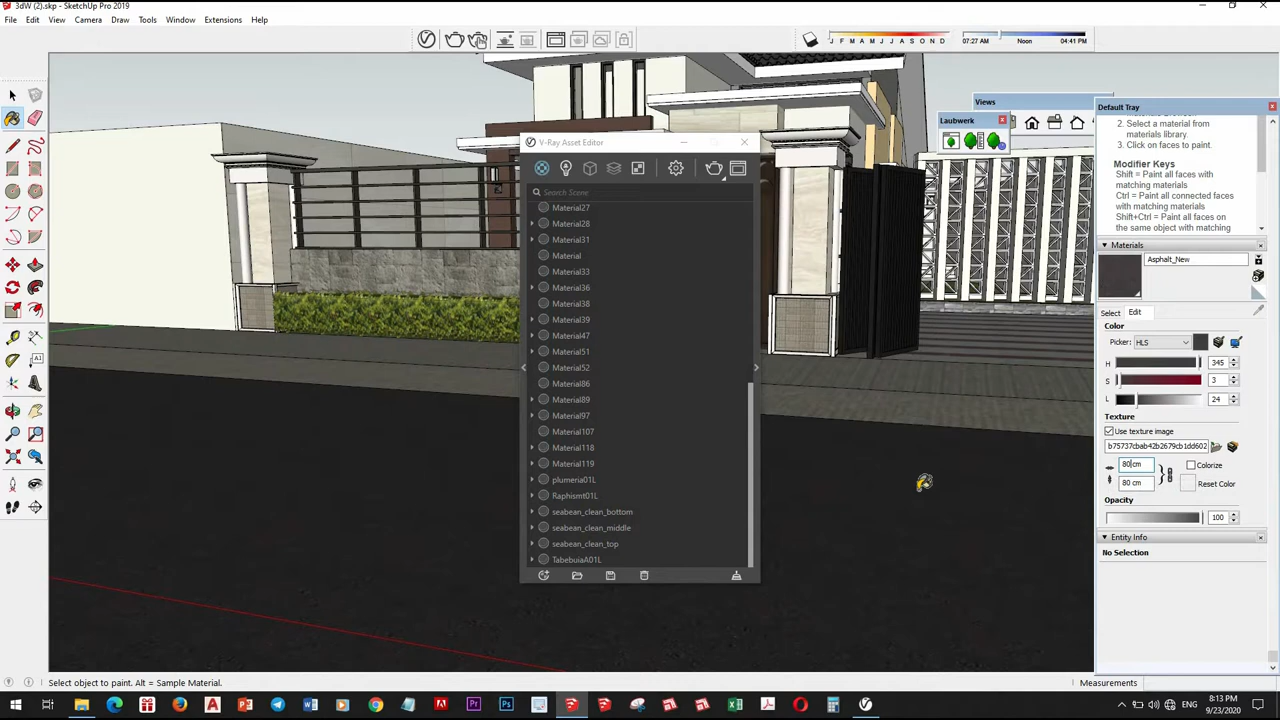 3dW (2).skp - SketchUp Pro 2019
File Edit View Camera Draw Tools Window Extensions Help
J F M A M J J A S O N D
07:27 AM Noon 04:41 PM
Views
Laubwerk
Default Tray
2. Select a material from
materials library.
3. Click on faces to paint.
Modifier Keys
Shift = Paint all faces with
matching materials
Ctrl = Paint all connected faces
with matching materials
Shift+Ctrl = Paint all faces on
the same object with matching
Materials
Asphalt_New
Select Edit
Color
Picker: HLS
H 345
S 3
L 24
Texture
Use texture image
b75737cbab42b2679cb1dd602
80 cm Colorize
80 cm Reset Color
Opacity
100
Entity Info
No Selection
V-Ray Asset Editor
Search Scene
Material27
Material28
Material31
Material
Material33
Material36
Material38
Material39
Material47
Material51
Material52
Material86
Material89
Material97
Material107
Material118
Material119
plumeria01L
Raphismt01L
seabean_clean_bottom
seabean_clean_middle
seabean_clean_top
TabebuiaA01L
Select object to paint. Alt = Sample Material.
Measurements
ENG
8:13 PM
9/23/2020